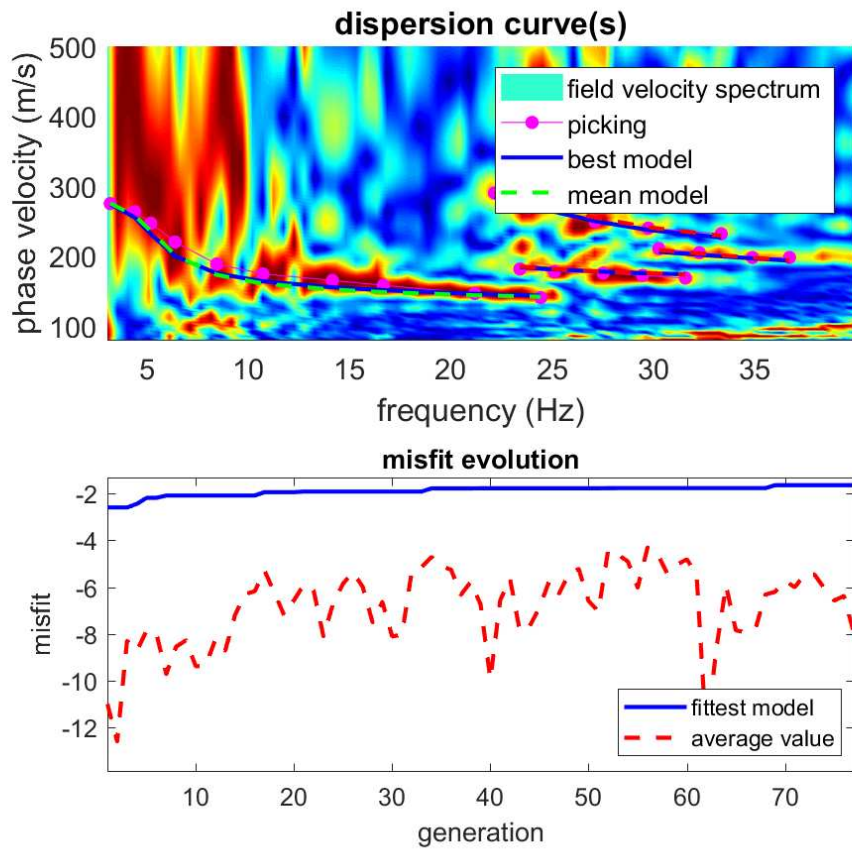 dispersion curve(s)
500
400
300
200
100
phase velocity (m/s)
field velocity spectrum
picking
best model
mean model
5 10 15 20 25 30 35
frequency (Hz)
misfit evolution
-2
-4
-6
-8
-10
-12
misfit
fittest model
average value
10 20 30 40 50 60 70
generation